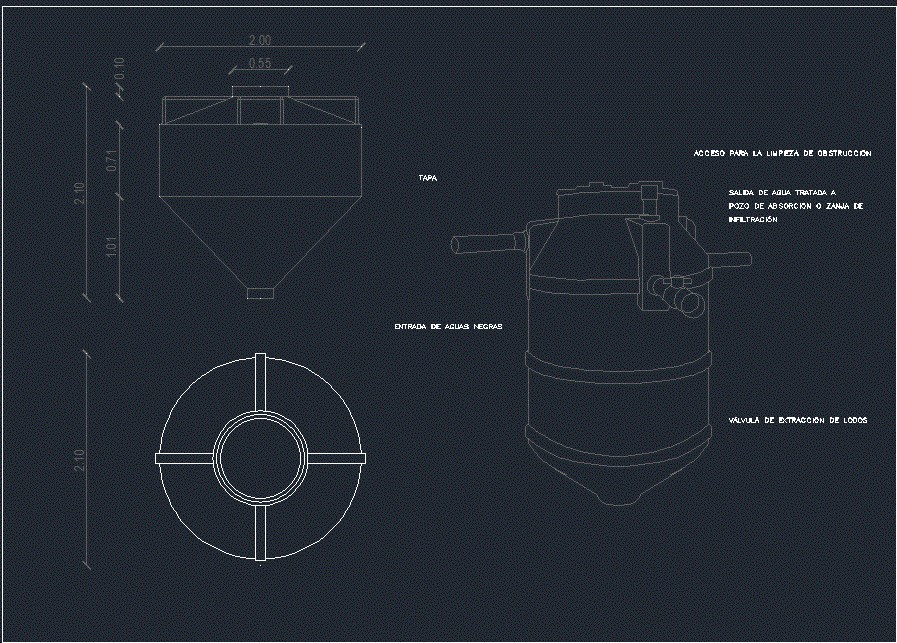 2.00
0.55
0.10
0.71
2.10
1.01
2.10
TAPA
ENTRADA DE AGUAS NEGRAS
ACCESO PARA LA LIMPIEZA DE OBSTRUCCION
SALIDA DE AGUA TRATADA A
POZO DE ABSORCION O ZANJA DE
INFILTRACIÓN
VÁLVULA DE EXTRACCION DE LODOS